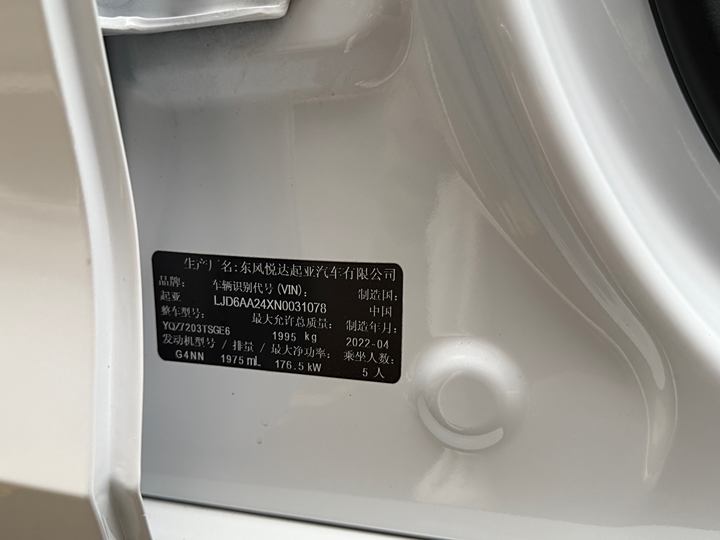 生产厂名:东风悦达起亚汽车有限公司
品牌: 车辆识别代号(VIN): 制造国:
起亚 LJD6AA24XN0031078 中国
整车型号: 最大允许总质量: 制造年月:
YQZ7203TSGE6 1995 kg 2022-04
发动机型号 / 排量 / 最大净功率: 乘坐人数:
G4NN 1975 mL 176.5 kW 5 人